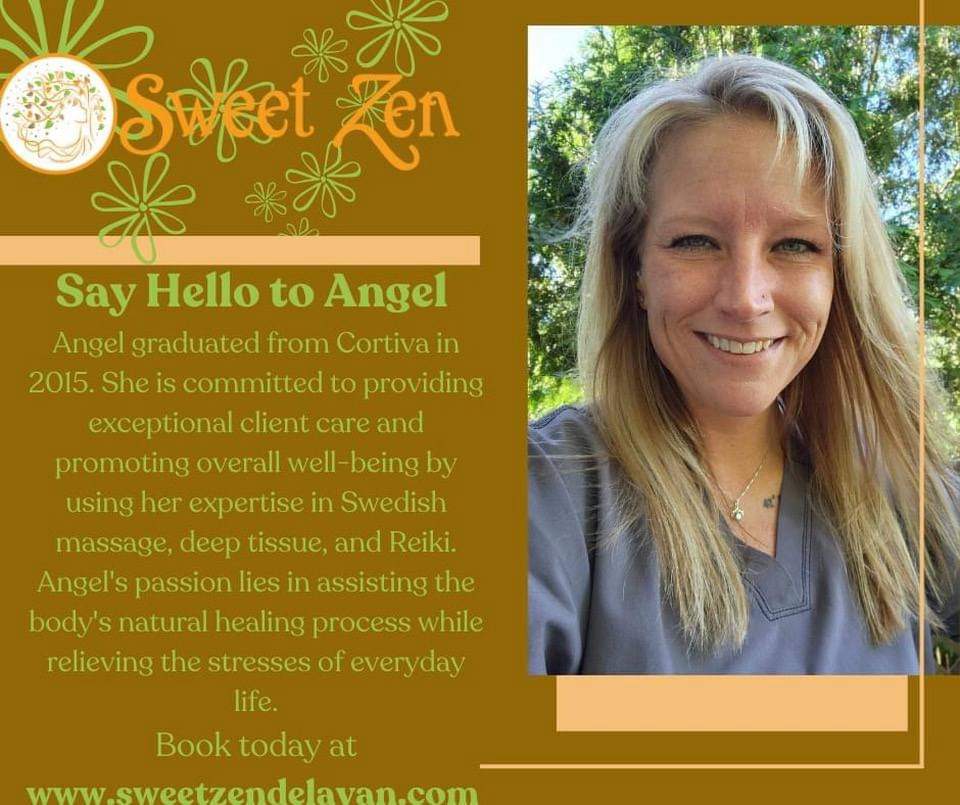 Sweet Zen
Say Hello to Angel
Angel graduated from Cortiva in
2015. She is committed to providing
exceptional client care and
promoting overall well-being by
using her expertise in Swedish
massage, deep tissue, and Reiki.
Angel's passion lies in assisting the
body's natural healing process while
relieving the stresses of everyday
life.
Book today at
www.sweetzendelavan.com